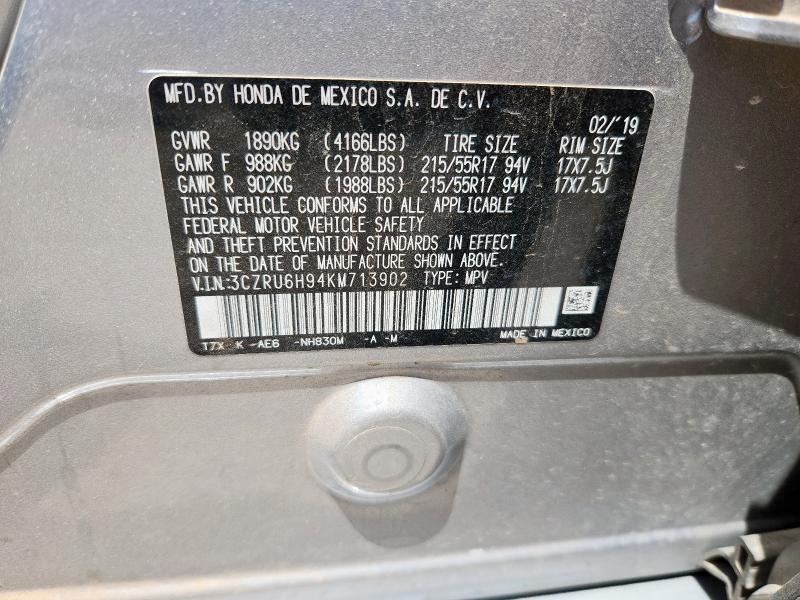 MFD.BY HONDA DE MEXICO S.A. DE C.V.
02/'19
GVWR 1890KG (4166LBS) TIRE SIZE RIM SIZE
GAWR F 988KG (2178LBS) 215/55R17 94V 17X7.5J
GAWR R 902KG (1988LBS) 215/55R17 94V 17X7.5J
THIS VEHICLE CONFORMS TO ALL APPLICABLE
FEDERAL MOTOR VEHICLE SAFETY
AND THEFT PREVENTION STANDARDS IN EFFECT
ON THE DATE OF MANUFACTURE SHOWN ABOVE.
V.I.N:3CZRU6H94KM713902 TYPE: MPV
T7X K -AE6 -NH830M -A -M MADE IN MEXICO